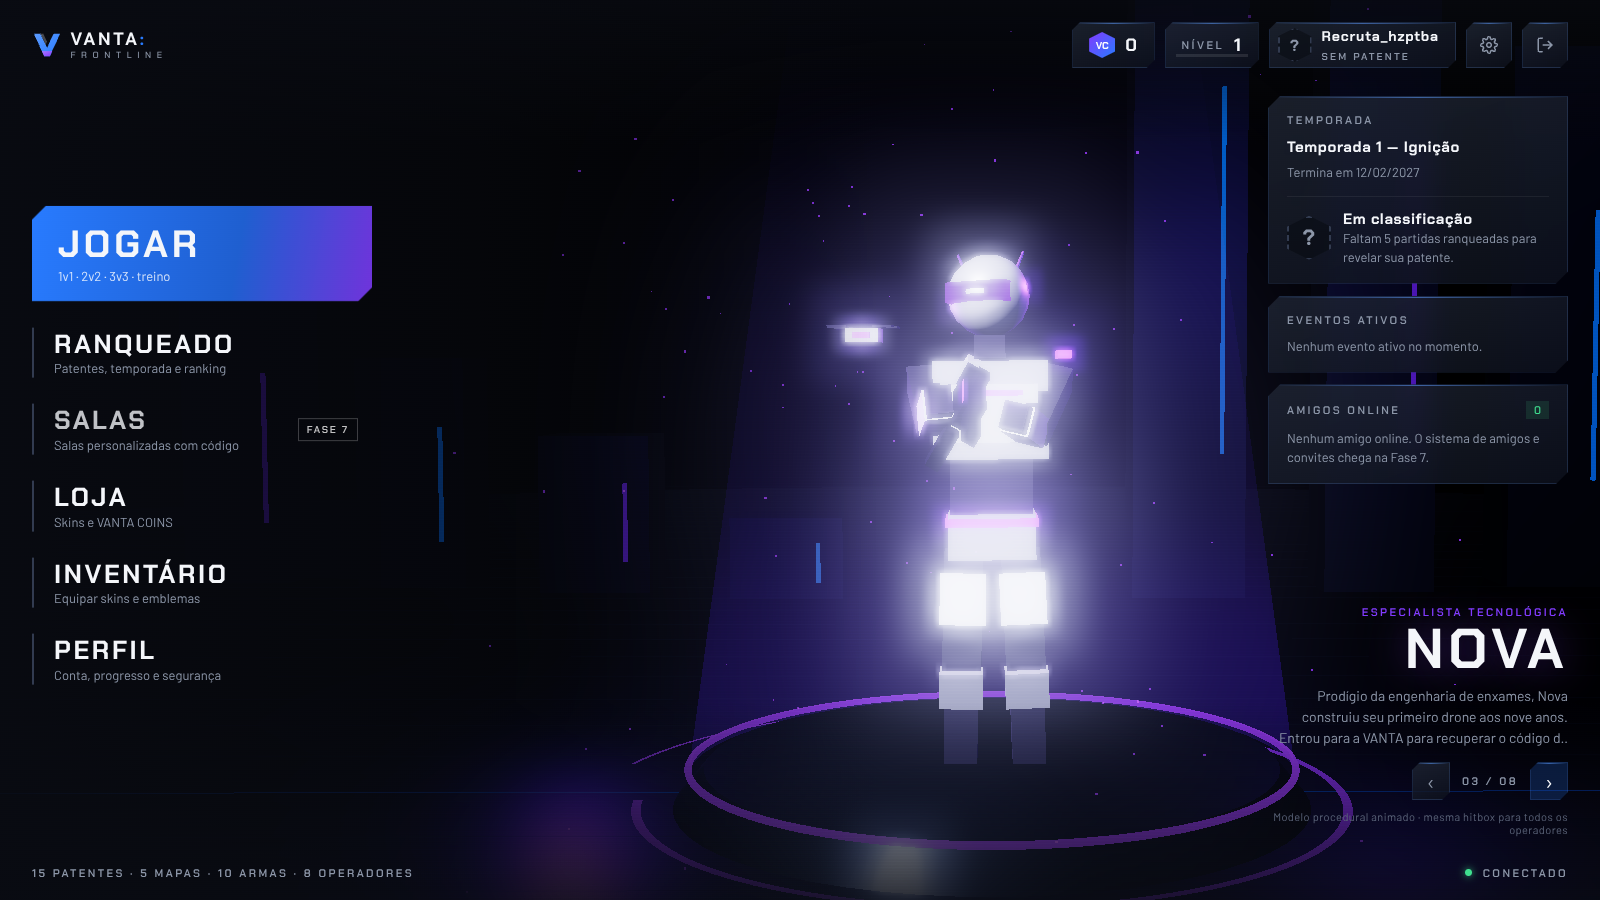 VANTA:
FRONTLINE
VC 0
NÍVEL 1
? Recruta_hzptba
SEM PATENTE
TEMPORADA
Temporada 1 — Ignição
Termina em 12/02/2027
? Em classificação
Faltam 5 partidas ranqueadas para
revelar sua patente.
EVENTOS ATIVOS
Nenhum evento ativo no momento.
AMIGOS ONLINE 0
Nenhum amigo online. O sistema de amigos e
convites chega na Fase 7.
JOGAR
1v1 · 2v2 · 3v3 · treino
RANQUEADO
Patentes, temporada e ranking
SALAS
Salas personalizadas com código
FASE 7
LOJA
Skins e VANTA COINS
INVENTÁRIO
Equipar skins e emblemas
PERFIL
Conta, progresso e segurança
ESPECIALISTA TECNOLÓGICA
NOVA
Prodígio da engenharia de enxames, Nova
construiu seu primeiro drone aos nove anos.
Entrou para a VANTA para recuperar o código d..
‹ 03 / 08 ›
Modelo procedural animado · mesma hitbox para todos os
operadores
15 PATENTES · 5 MAPAS · 10 ARMAS · 8 OPERADORES
CONECTADO